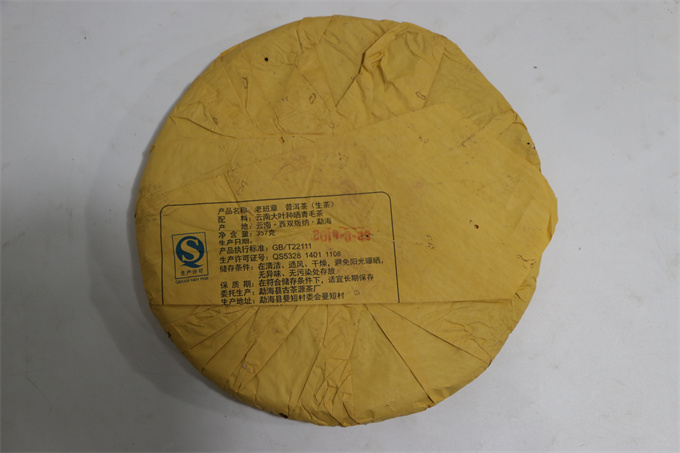 产品名称：老班章 普洱茶（生茶）
配 料：云南大叶种晒青毛茶
产 地：云南·西双版纳·勐海
净 含 量：357克
生产日期：
产品执行标准：GB/T22111
生产许可证号：QS5328 1401 1108
储存条件：在清洁、通风、干燥，避免阳光曝晒，
无异味、无污染处存放
保 质 期：在符合储存条件下，适宜长期保存
委托生产：勐海县古茶源茶厂
生产地址：勐海县曼短村委会曼短村
生产许可